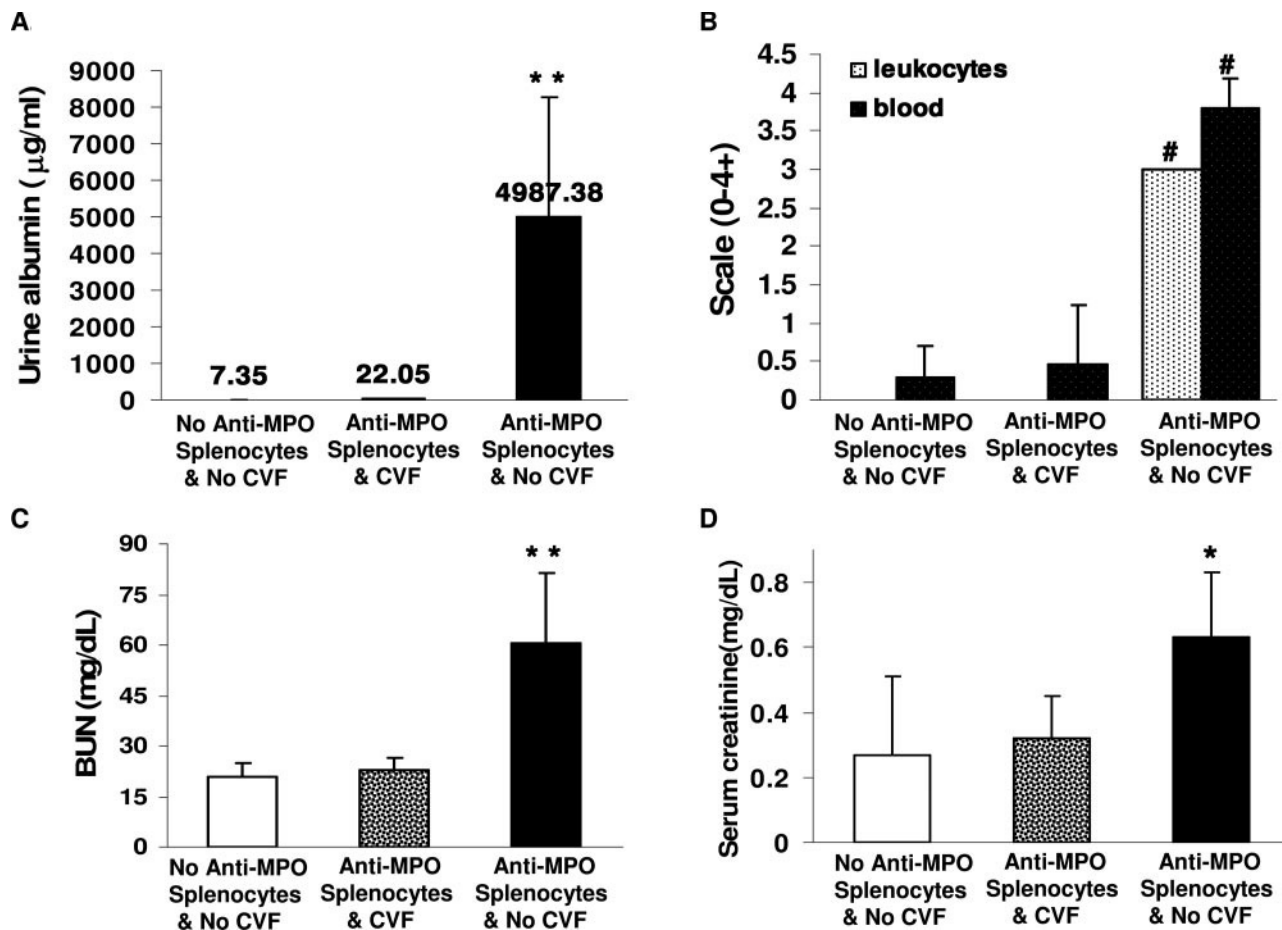 A
Urine albumin (μg/ml)
9000
8000
7000
6000
5000
4000
3000
2000
1000
0
7.35
22.05
4987.38
* *
No Anti-MPO
Splenocytes
& No CVF
Anti-MPO
Splenocytes
& CVF
Anti-MPO
Splenocytes
& No CVF
B
Scale (0-4+)
4.5
4
3.5
3
2.5
2
1.5
1
0.5
0
leukocytes
blood
#
#
No Anti-MPO
Splenocytes
& No CVF
Anti-MPO
Splenocytes
& CVF
Anti-MPO
Splenocytes
& No CVF
C
BUN (mg/dL)
90
75
60
45
30
15
0
* *
No Anti-MPO
Splenocytes
& No CVF
Anti-MPO
Splenocytes
& CVF
Anti-MPO
Splenocytes
& No CVF
D
Serum creatinine(mg/dL)
0.8
0.6
0.4
0.2
0
*
No Anti-MPO
Splenocytes
& No CVF
Anti-MPO
Splenocytes
& CVF
Anti-MPO
Splenocytes
& No CVF